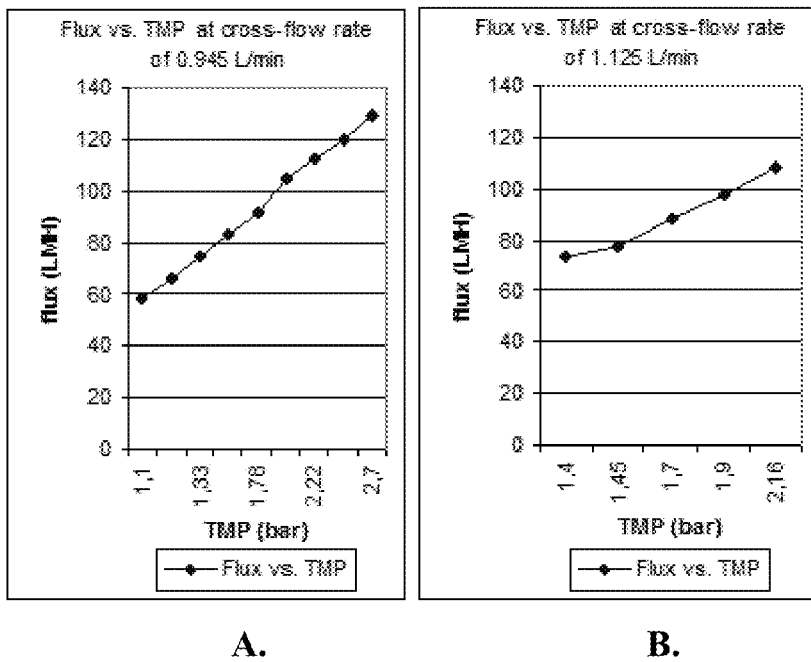 Flux vs. TMP at cross-flow rate
of 0.945 L/min
140
120
100
80
60
40
20
0
flux (LMH)
1,1
1,33
1,78
2,22
2,7
TMP (bar)
Flux vs. TMP
A.
Flux vs. TMP at cross-flow rate
of 1.125 L/min
140
120
100
80
60
40
20
0
flux (LMH)
1,4
1,45
1,7
1,9
2,16
TMP (bar)
Flux vs. TMP
B.